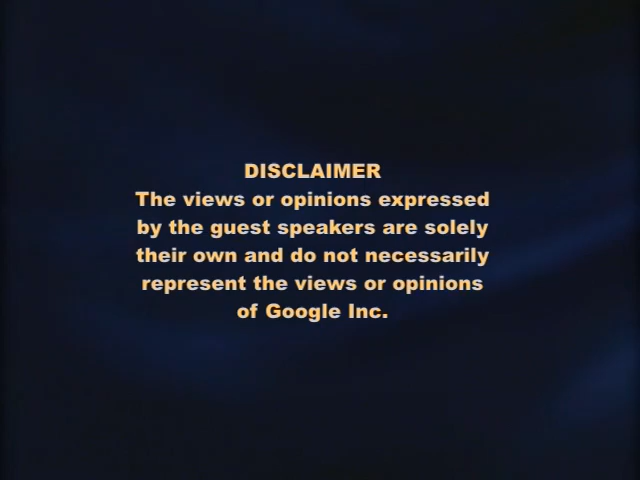 DISCLAIMER
The views or opinions expressed
by the guest speakers are solely
their own and do not necessarily
represent the views or opinions
of Google Inc.